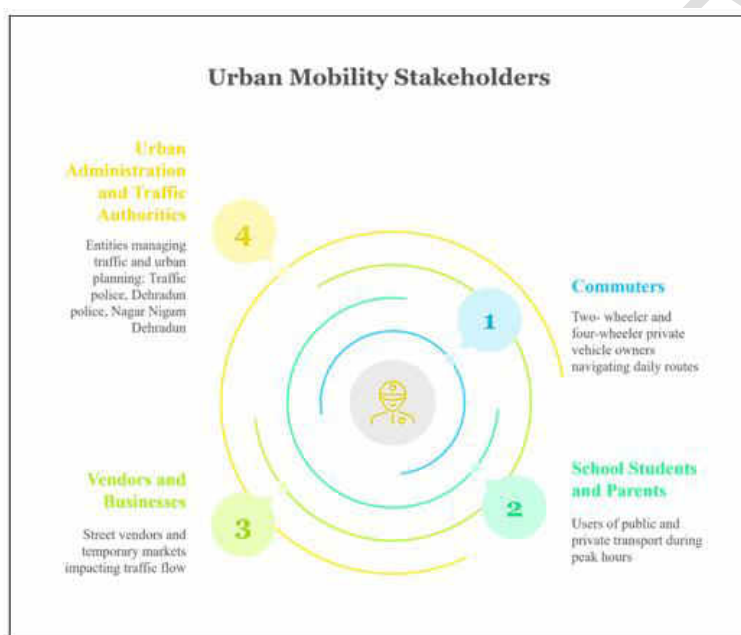 Urban Mobility Stakeholders
Urban
Administration
and Traffic
Authorities
4
Entities managing
traffic and urban
planning: Traffic
police, Dehradun
police, Nagar Nigam
Dehradun
Commuters
1
Two- wheeler and
four-wheeler private
vehicle owners
navigating daily routes
Vendors and
Businesses
3
Street vendors and
temporary markets
impacting traffic flow
School Students
and Parents
2
Users of public and
private transport during
peak hours